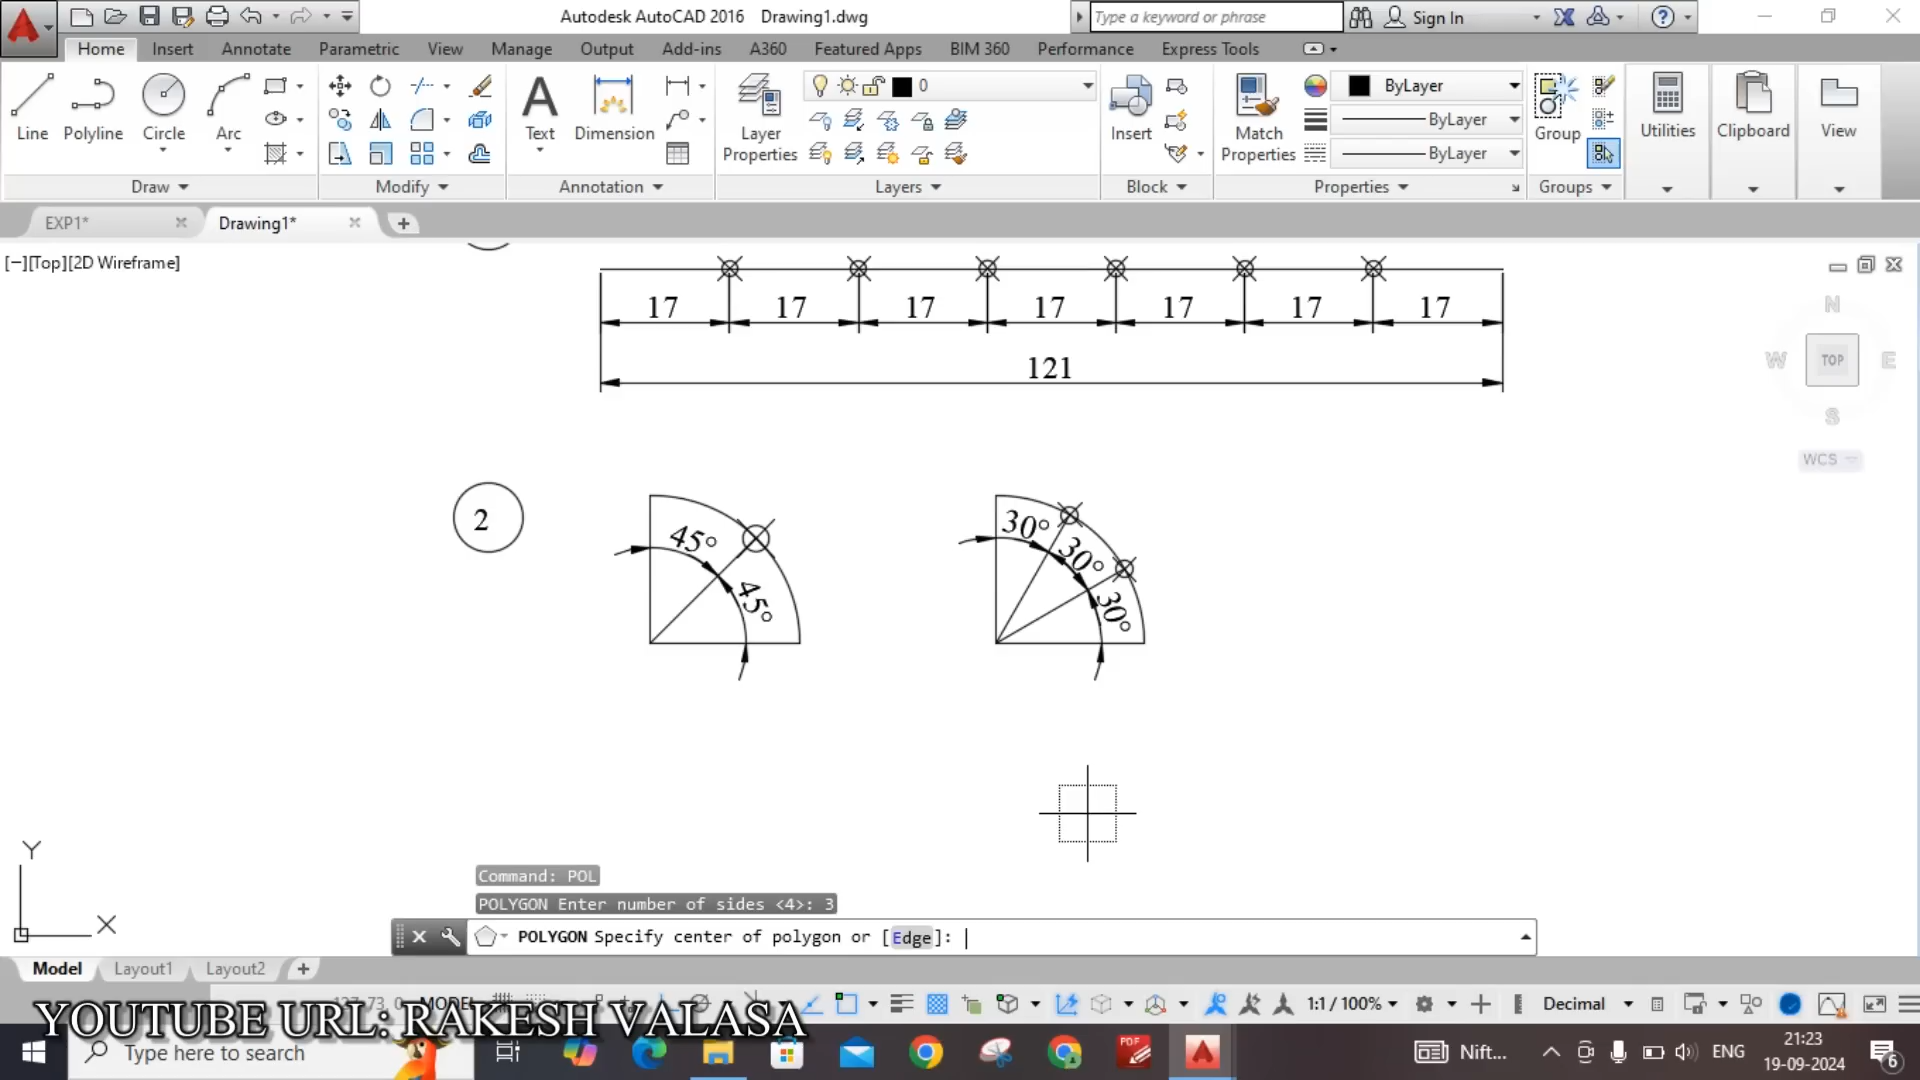 Autodesk AutoCAD 2016 Drawing1.dwg
Type a keyword or phrase
Sign In
Home Insert Annotate Parametric View Manage Output Add-ins A360 Featured Apps BIM 360 Performance Express Tools
Line Polyline Circle Arc
Text Dimension
Layer Properties
0
Insert
Match Properties
ByLayer
ByLayer
ByLayer
Group
Utilities Clipboard View
Draw Modify Annotation Layers Block Properties Groups
EXP1* Drawing1*
[−][Top][2D Wireframe]
N
W TOP E
S
WCS
17 17 17 17 17 17 17
121
2
45° 45°
30° 30° 30°
Y
X
Command: POL
POLYGON Enter number of sides <4>: 3
POLYGON Specify center of polygon or [Edge]:
Model Layout1 Layout2
MODEL
1:1 / 100%
Decimal
YOUTUBE URL: RAKESH VALASA
Type here to search
PDF
Nift...
ENG
21:23
19-09-2024
6